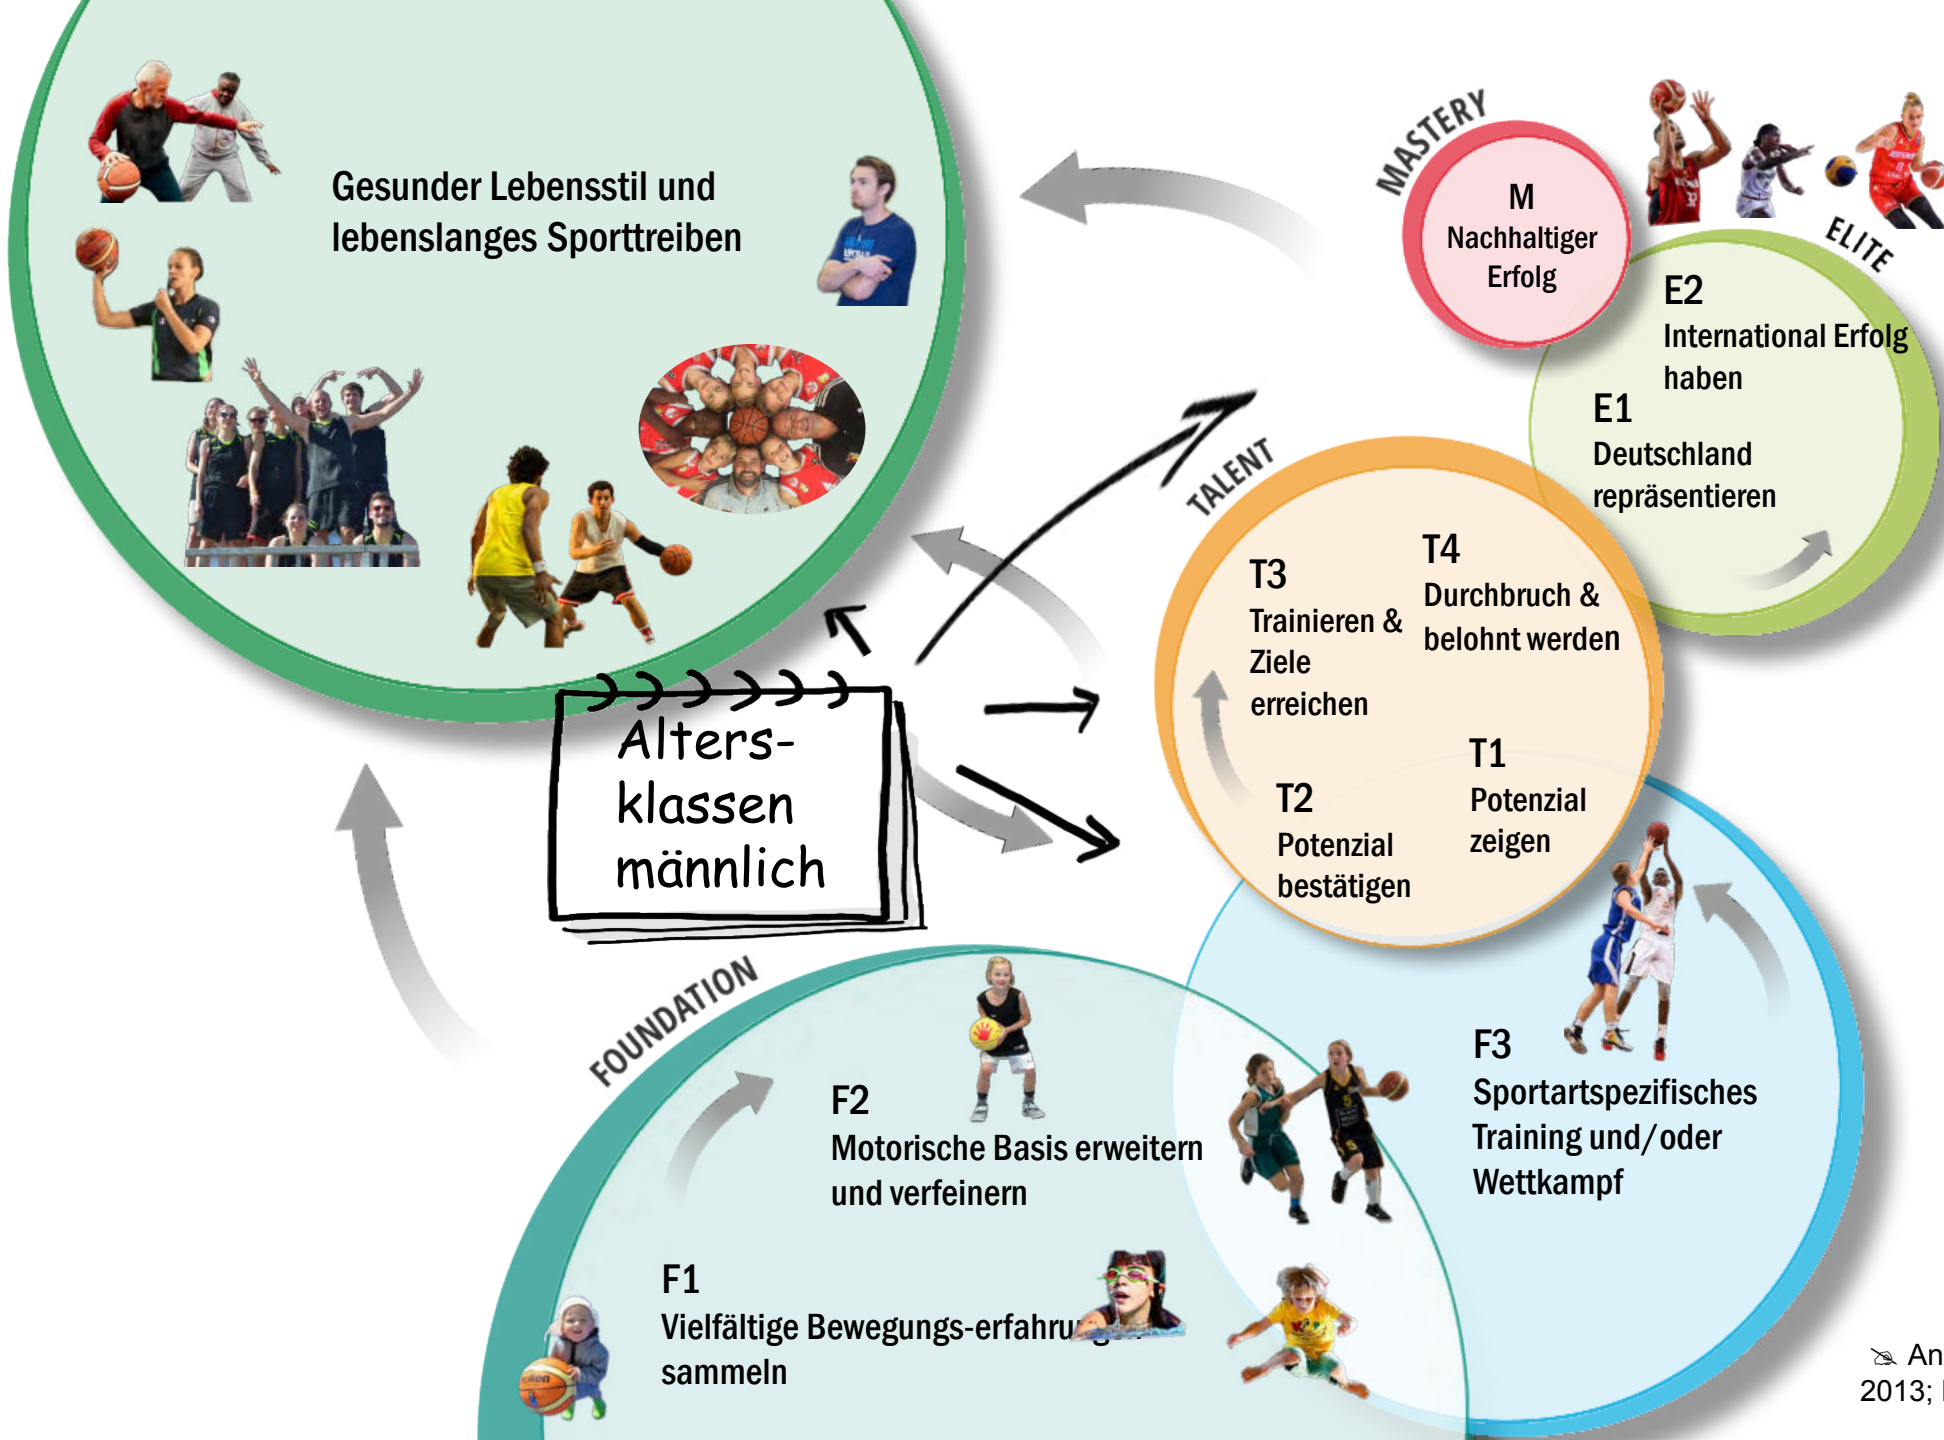 Gesunder Lebensstil und
lebenslanges Sporttreiben
MASTERY
M
Nachhaltiger
Erfolg
ELITE
E2
International Erfolg
haben
E1
Deutschland
repräsentieren
TALENT
T4
Durchbruch &
belohnt werden
T3
Trainieren &
Ziele
erreichen
T1
Potenzial
zeigen
T2
Potenzial
bestätigen
Alters-
klassen
männlich
FOUNDATION
F3
Sportartspezifisches
Training und/oder
Wettkampf
F2
Motorische Basis erweitern
und verfeinern
F1
Vielfältige Bewegungs-erfahrungen
sammeln
An
2013;